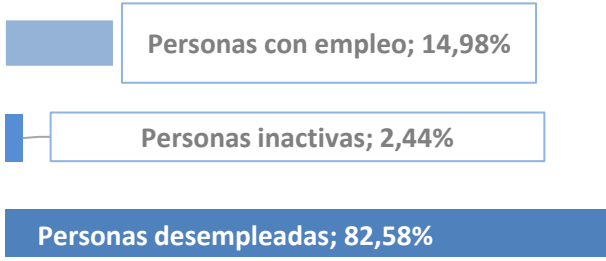 Personas con empleo; 14,98%
Personas inactivas; 2,44%
Personas desempleadas; 82,58%